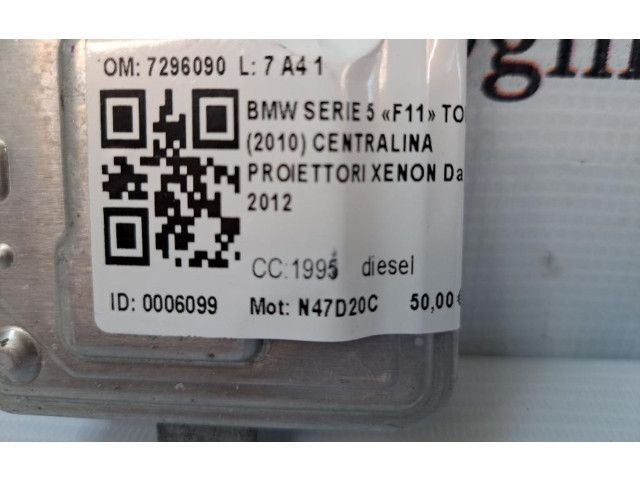 OM: 7296090 L: 7 A4 1
BMW SERIE 5 «F11» TO
(2010) CENTRALINA
PROIETTORI XENON Da
2012
CC:1995 diesel
ID: 0006099 Mot: N47D20C 50,00 €